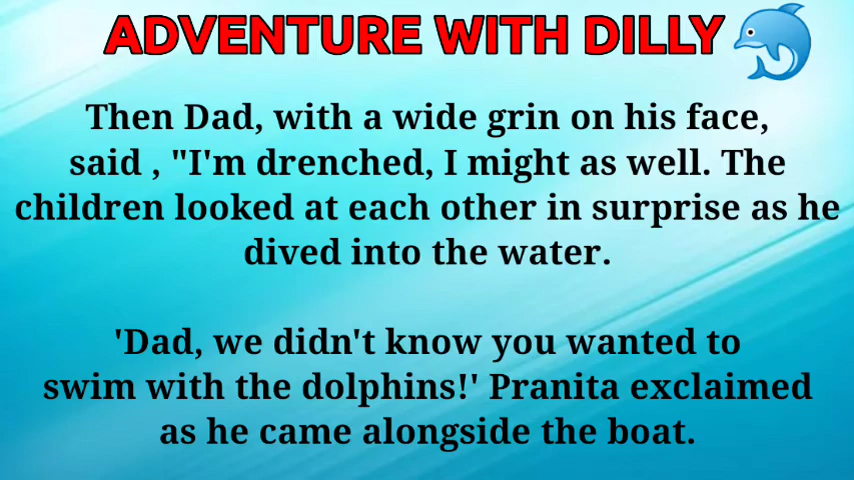 ADVENTURE WITH DILLY
Then Dad, with a wide grin on his face,
said , "I'm drenched, I might as well. The
children looked at each other in surprise as he
dived into the water.
'Dad, we didn't know you wanted to
swim with the dolphins!' Pranita exclaimed
as he came alongside the boat.